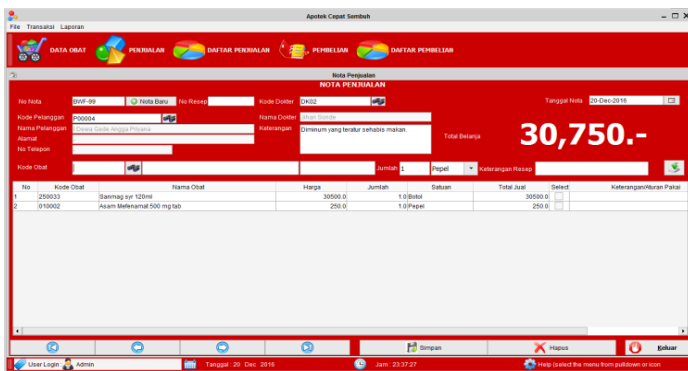 Apotek Cepat Sembuh
File Transaksi Laporan
DATA OBAT PENJUALAN DAFTAR PENJUALAN PEMBELIAN DAFTAR PEMBELIAN
Nota Penjualan
NOTA PENJUALAN
No Nota BWF-99 Nota Baru No Resep Kode Dokter DK02 Tanggal Nota 20-Dec-2016
Kode Pelanggan P00004 Nama Dokter Jhan Soma
Nama Pelanggan I Dewa Gede Angga Privana Keterangan Diminum yang teratur sehabis makan.
Alamat Total Belanja 30,750.-
No Telepon
Kode Obat Jumlah 1 Pepel Keterangan Resep
No Kode Obat Nama Obat Harga Jumlah Satuan Total Jual Select Keterangan/Aturan Pakai
1 250033 Sanmag syr 120ml 30500.0 1.0 Botol 30500.0
2 010002 Asam Mefenamat 500 mg tab 250.0 1.0 Pepel 250.0
Simpan Hapus Keluar
User Login : Admin Tanggal : 20 Dec 2016 Jam : 23:37:27 Help (select the menu from pulldown or icon